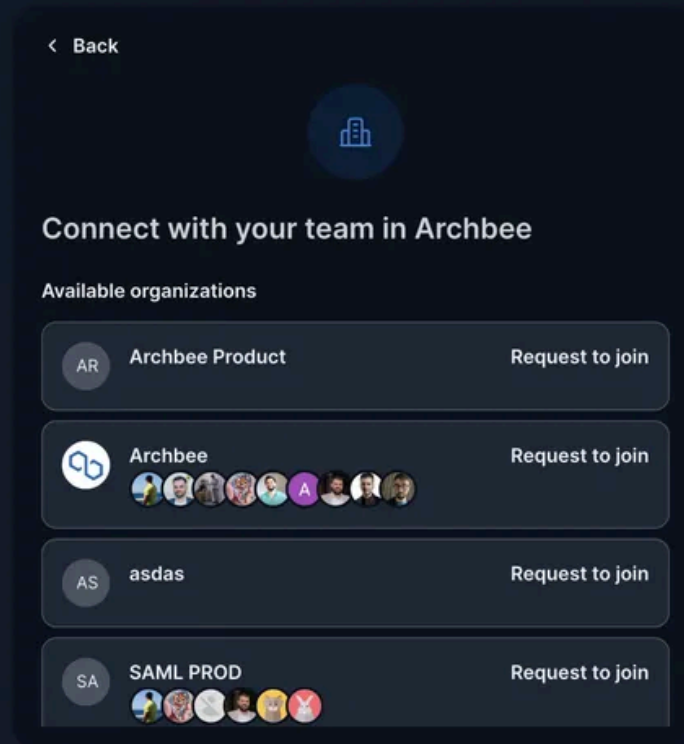 Back
Connect with your team in Archbee
Available organizations
AR Archbee Product Request to join
Archbee Request to join
A
AS asdas Request to join
SA SAML PROD Request to join